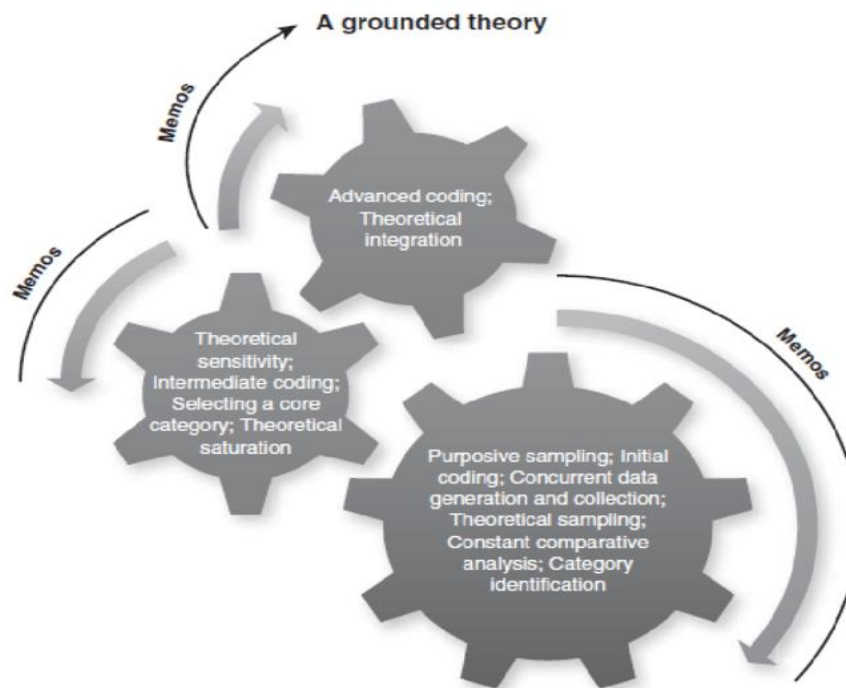 A grounded theory
Memos
Advanced coding;
Theoretical
integration
Memos
Theoretical
sensitivity;
Intermediate coding;
Selecting a core
category; Theoretical
saturation
Memos
Purposive sampling; Initial
coding; Concurrent data
generation and collection;
Theoretical sampling;
Constant comparative
analysis; Category
identification